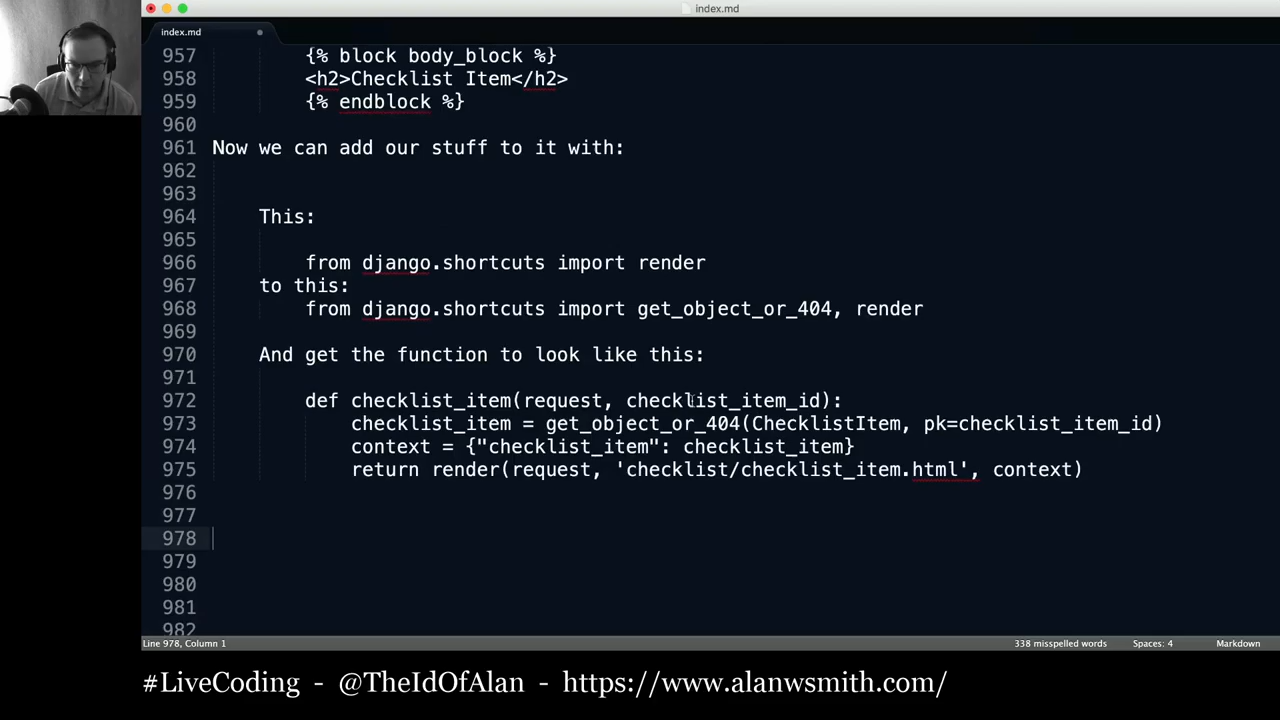 index.md
index.md
957 {% block body_block %}
958 <h2>Checklist Item</h2>
959 {% endblock %}
960
961 Now we can add our stuff to it with:
962
963
964 This:
965
966 from django.shortcuts import render
967 to this:
968 from django.shortcuts import get_object_or_404, render
969
970 And get the function to look like this:
971
972 def checklist_item(request, checklist_item_id):
973 checklist_item = get_object_or_404(ChecklistItem, pk=checklist_item_id)
974 context = {"checklist_item": checklist_item}
975 return render(request, 'checklist/checklist_item.html', context)
976
977
978
979
980
981
982
Line 978, Column 1 338 misspelled words Spaces: 4 Markdown
#LiveCoding - @TheIdOfAlan - https://www.alanwsmith.com/